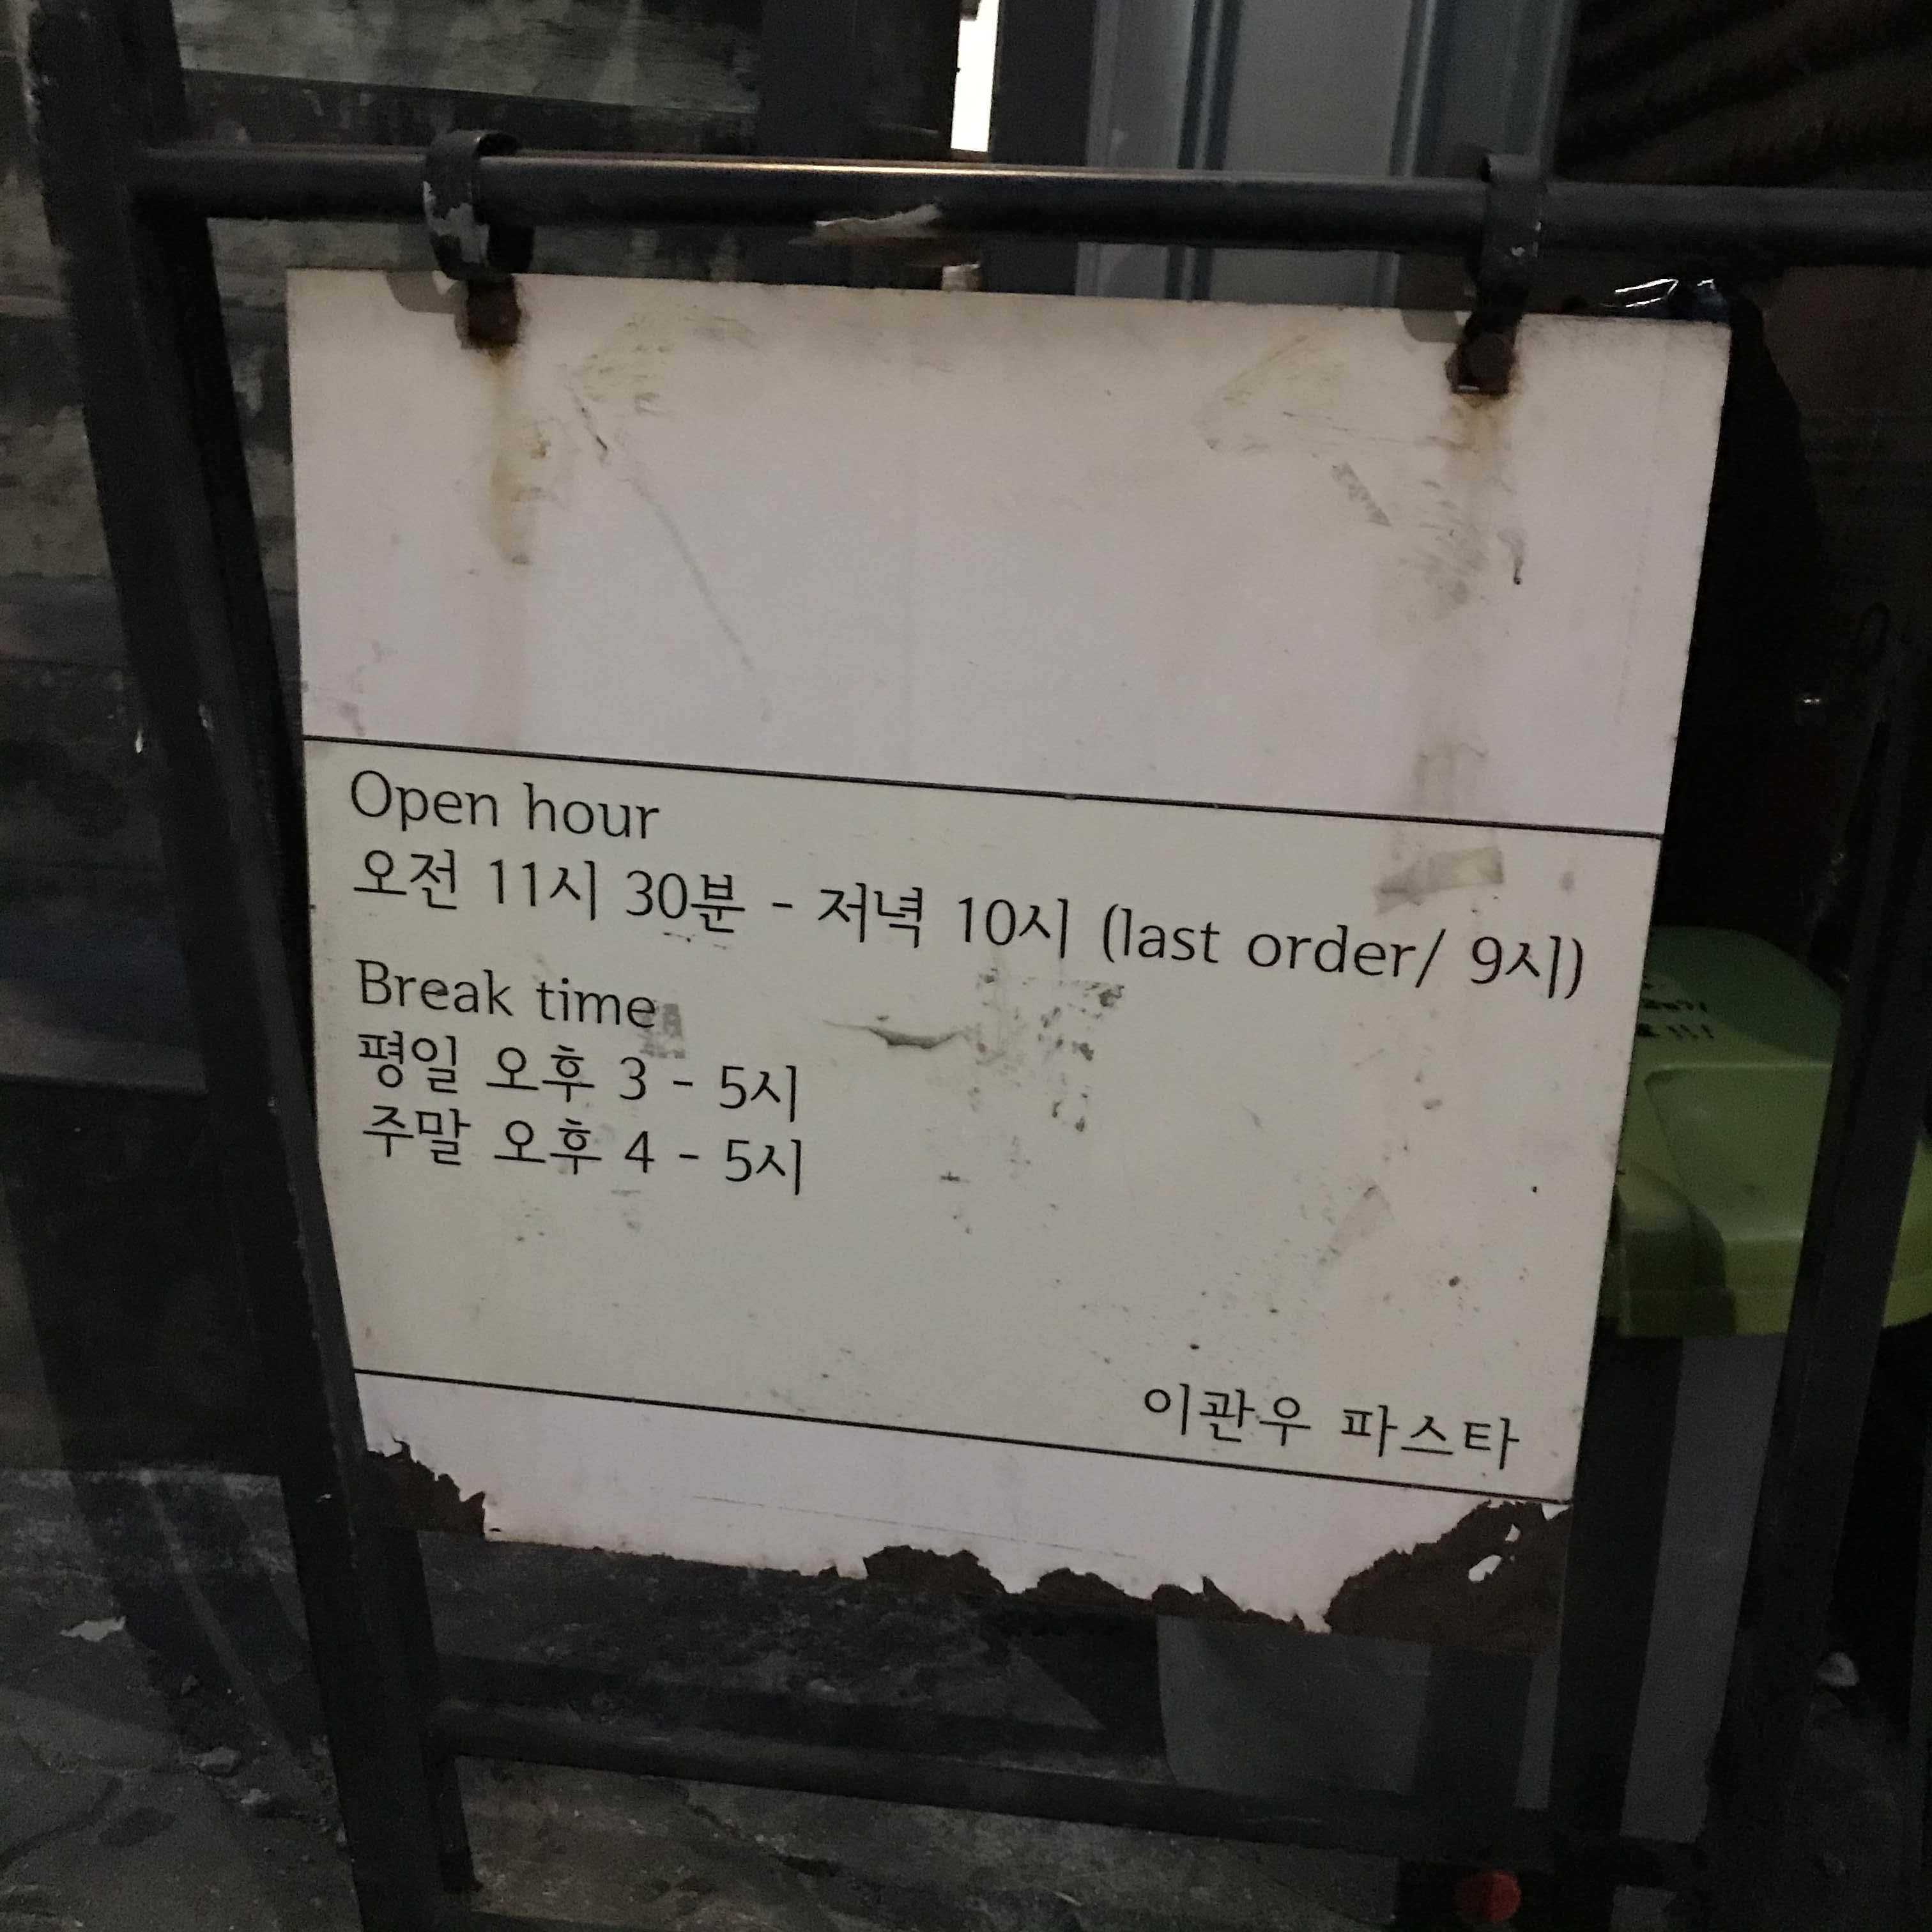 Open hour
오전 11시 30분 - 저녁 10시 (last order/ 9시)
Break time
평일 오후 3 - 5시
주말 오후 4 - 5시
이관우 파스타